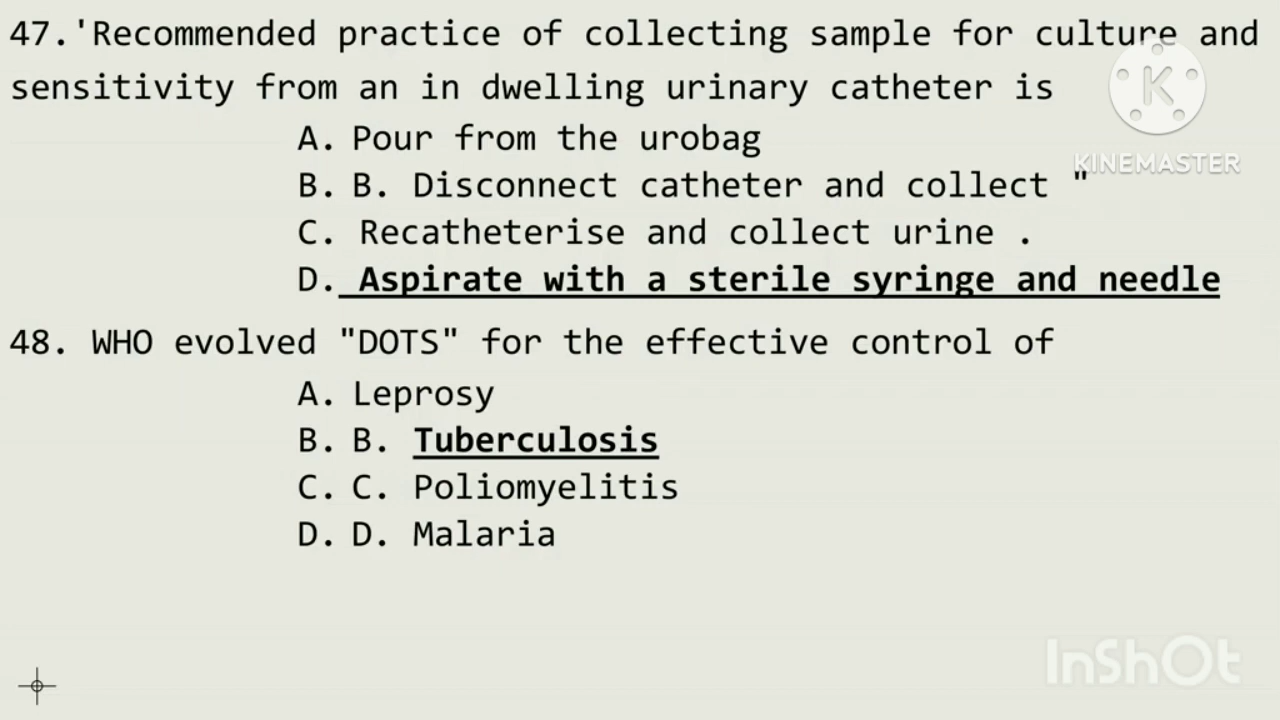 47.'Recommended practice of collecting sample for culture and
sensitivity from an in dwelling urinary catheter is
A. Pour from the urobag
B. B. Disconnect catheter and collect "
C. Recatheterise and collect urine .
D. Aspirate with a sterile syringe and needle
48. WHO evolved "DOTS" for the effective control of
A. Leprosy
B. B. Tuberculosis
C. C. Poliomyelitis
D. D. Malaria
K
KINEMASTER
InShOt